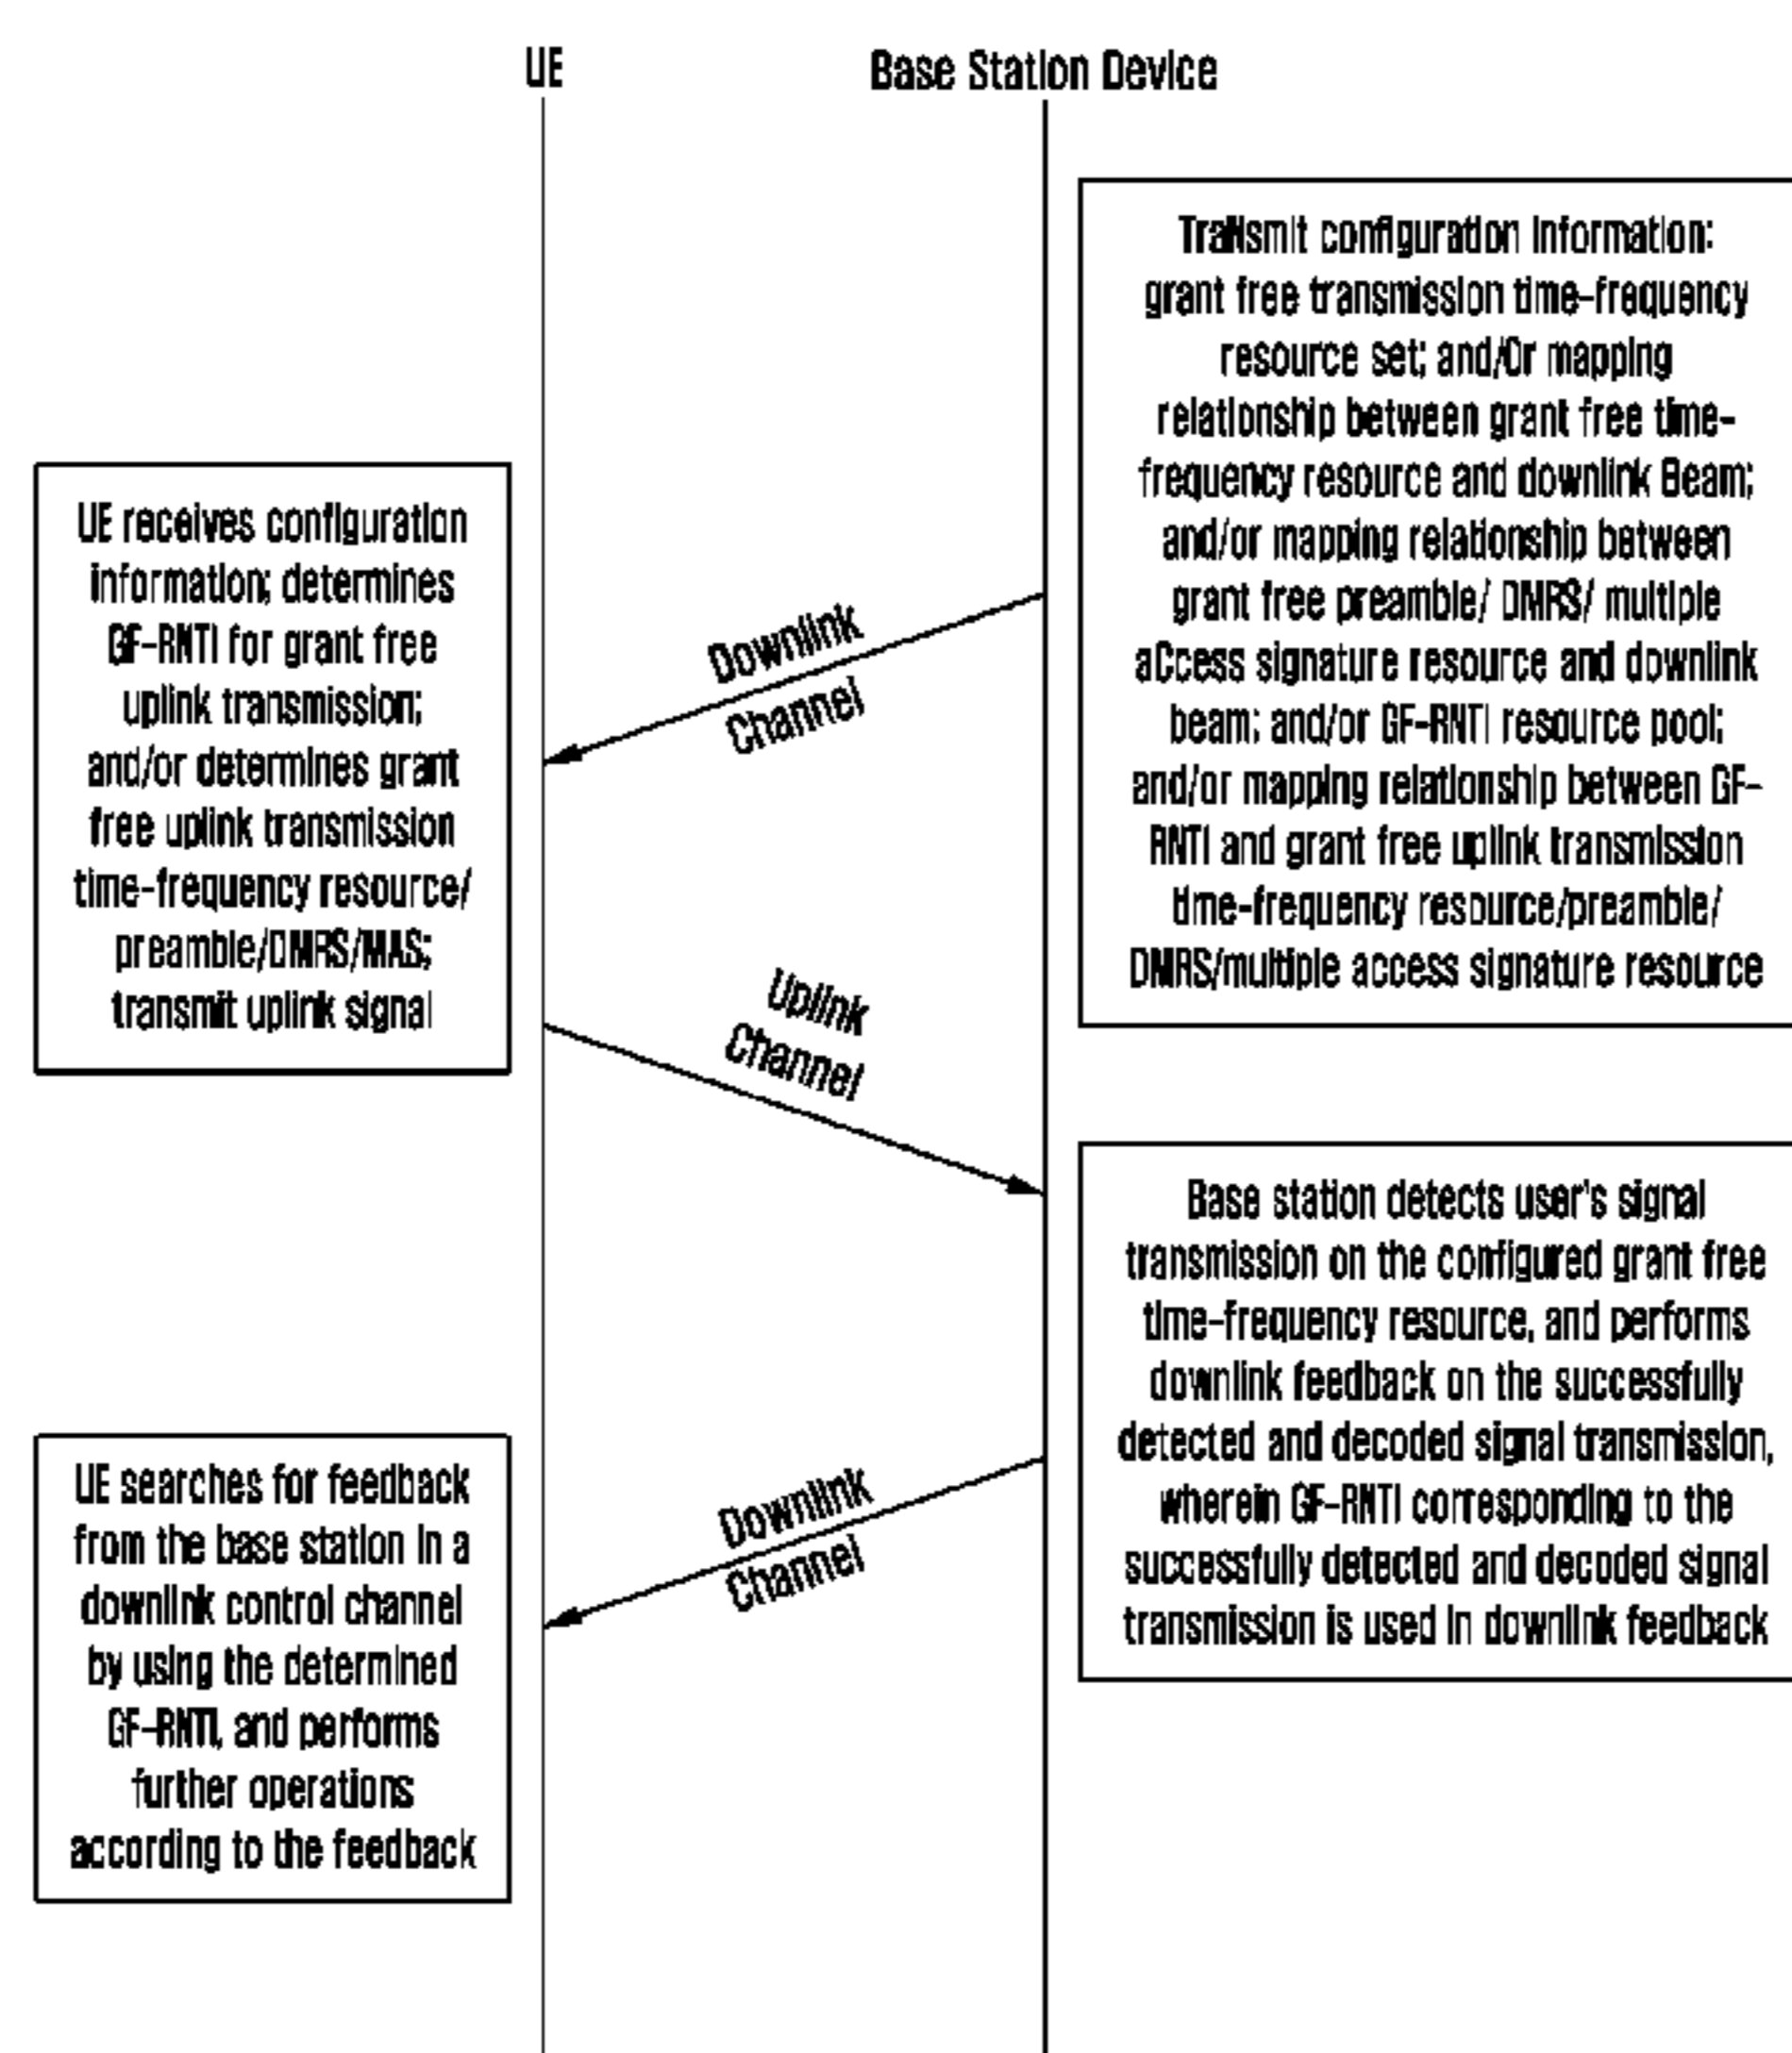 UE
Base Station Device
TraNsmit configuration information:
grant free transmission time-frequency
resource set; and/Or mapping
relationship between grant free time-
frequency resource and downlink Beam;
and/or mapping relationship between
grant free preamble/ DMRS/ multiple
aCcess signature resource and downlink
beam; and/or GF-RNTI resource pool;
and/or mapping relationship between GF-
RNTI and grant free uplink transmission
time-frequency resource/preamble/
DMRS/multiple access signature resource
Downlink
Channel
UE receives configuration
information; determines
GF-RNTI for grant free
uplink transmission;
and/or determines grant
free uplink transmission
time-frequency resource/
preamble/DMRS/MAS;
transmit uplink signal
Uplink
Channel
Base station detects user's signal
transmission on the configured grant free
time-frequency resource, and performs
downlink feedback on the successfully
detected and decoded signal transmission,
wherein GF-RNTI corresponding to the
successfully detected and decoded signal
transmission is used in downlink feedback
Downlink
Channel
UE searches for feedback
from the base station in a
downlink control channel
by using the determined
GF-RNTI, and performs
further operations
according to the feedback